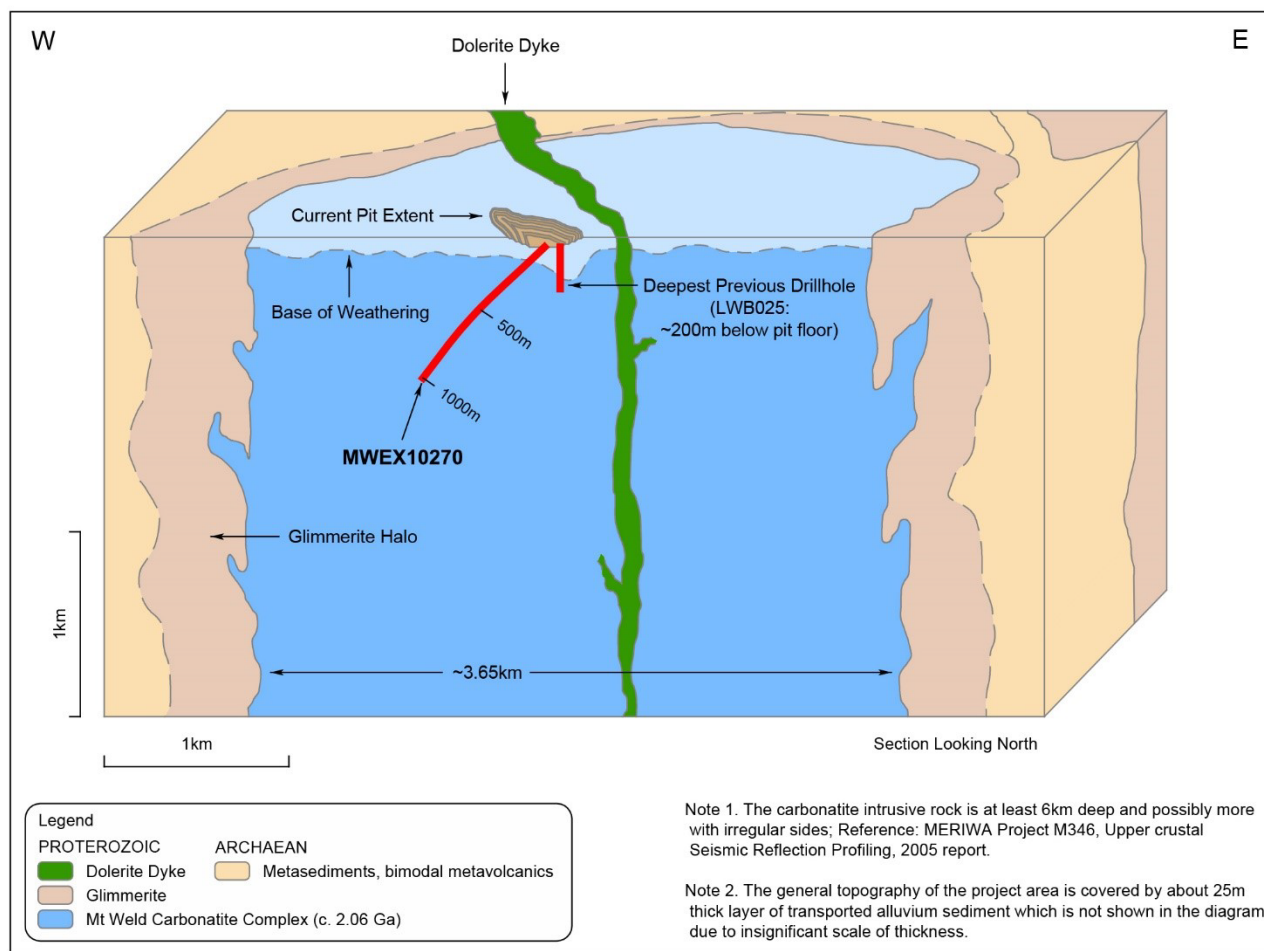 W
E
Dolerite Dyke
Current Pit Extent
Base of Weathering
Deepest Previous Drillhole
(LWB025:
~200m below pit floor)
500m
1000m
MWEX10270
Glimmerite Halo
1km
~3.65km
1km
Section Looking North
Legend
PROTEROZOIC
Dolerite Dyke
Glimmerite
Mt Weld Carbonatite Complex (c. 2.06 Ga)
ARCHAEAN
Metasediments, bimodal metavolcanics
Note 1. The carbonatite intrusive rock is at least 6km deep and possibly more
with irregular sides; Reference: MERIWA Project M346, Upper crustal
Seismic Reflection Profiling, 2005 report.
Note 2. The general topography of the project area is covered by about 25m
thick layer of transported alluvium sediment which is not shown in the diagram
due to insignificant scale of thickness.